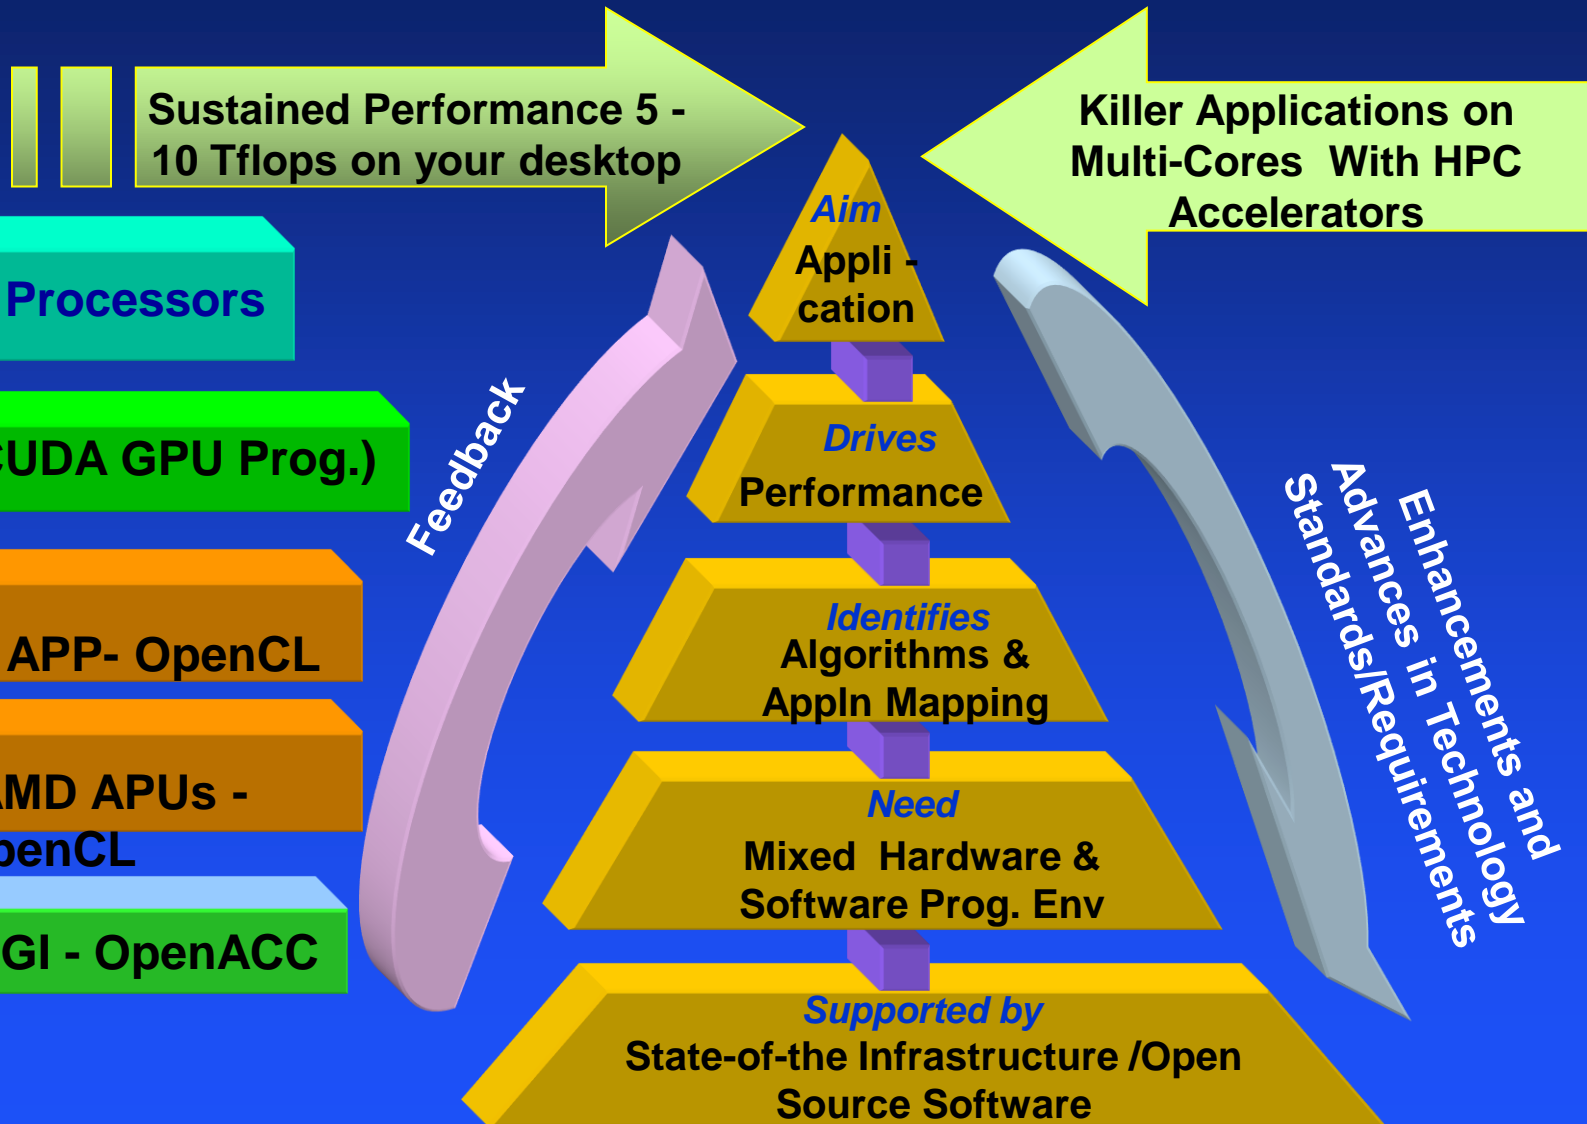 Sustained Performance 5 -
10 Tflops on your desktop
Killer Applications on
Multi-Cores With HPC
Accelerators
Processors
CUDA GPU Prog.)
APP- OpenCL
AMD APUs -
penCL
GI - OpenACC
Feedback
Aim
Appli -
cation
Drives
Performance
Identifies
Algorithms &
Appln Mapping
Need
Mixed Hardware &
Software Prog. Env
Supported by
State-of-the Infrastructure /Open
Source Software
Enhancements and
Advances in Technology
Standards/Requirements